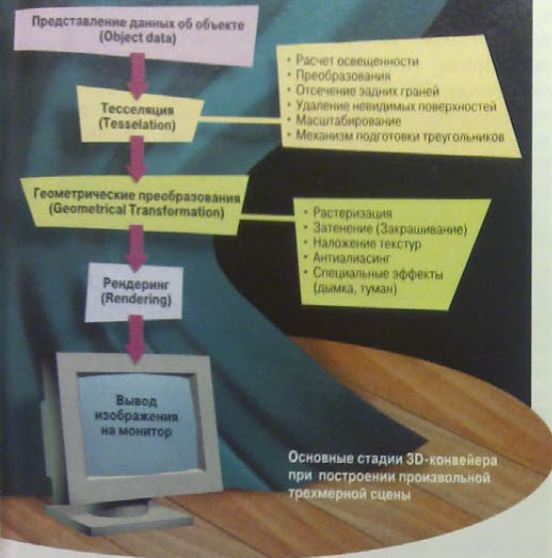 Представление данных об объекте
(Object data)
• Расчет освещенности
• Преобразования
• Отсечение задних граней
• Удаление невидимых поверхностей
• Масштабирование
• Механизм подготовки треугольников
Тесселяция
(Tesselation)
Геометрические преобразования
(Geometrical Transformation)
• Растеризация
• Затенение (Закрашивание)
• Наложение текстур
• Антиалиасинг
• Специальные эффекты
(дымка, туман)
Рендеринг
(Rendering)
Вывод
изображения
на монитор
Основные стадии 3D-конвейера
при построении произвольной
трехмерной сцены